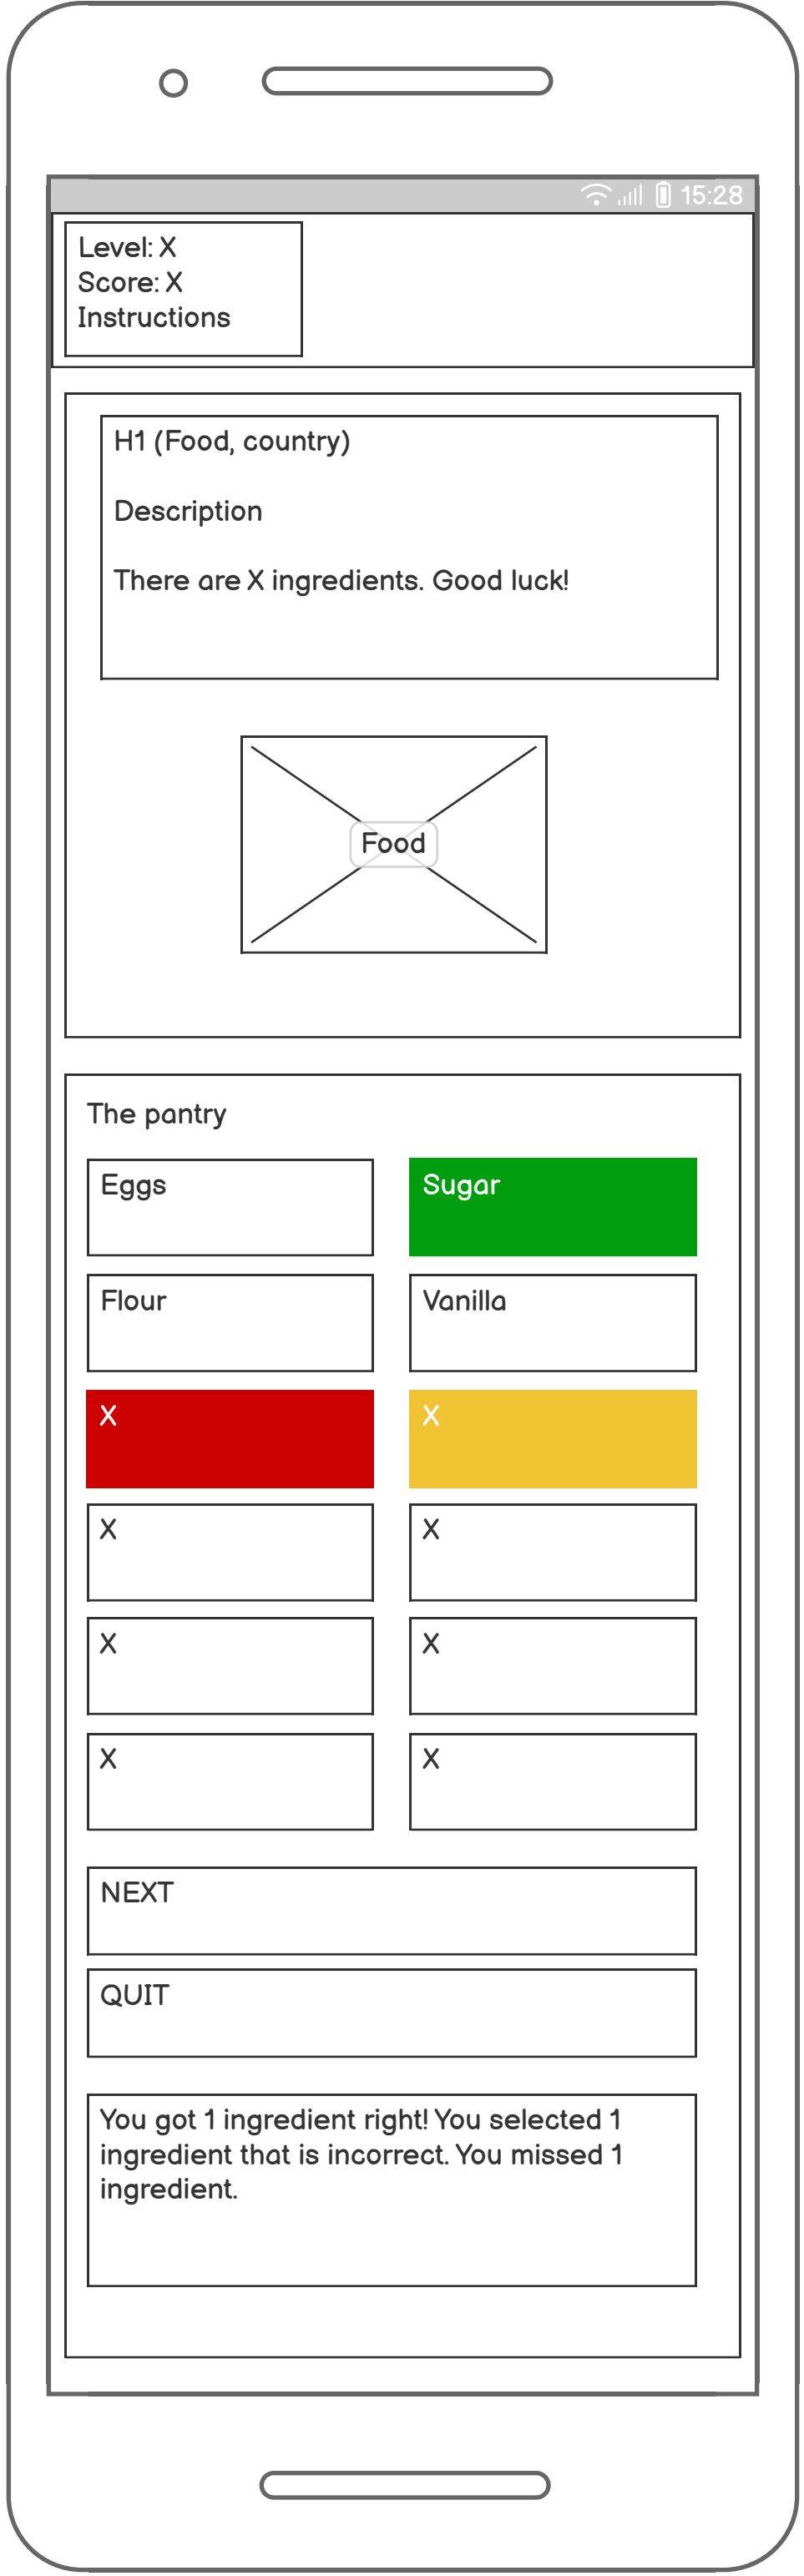 15:28
Level: X
Score: X
Instructions
H1 (Food, country)
Description
There are X ingredients. Good luck!
Food
The pantry
Eggs
Sugar
Flour
Vanilla
X
X
X
X
X
X
X
X
NEXT
QUIT
You got 1 ingredient right! You selected 1
ingredient that is incorrect. You missed 1
ingredient.